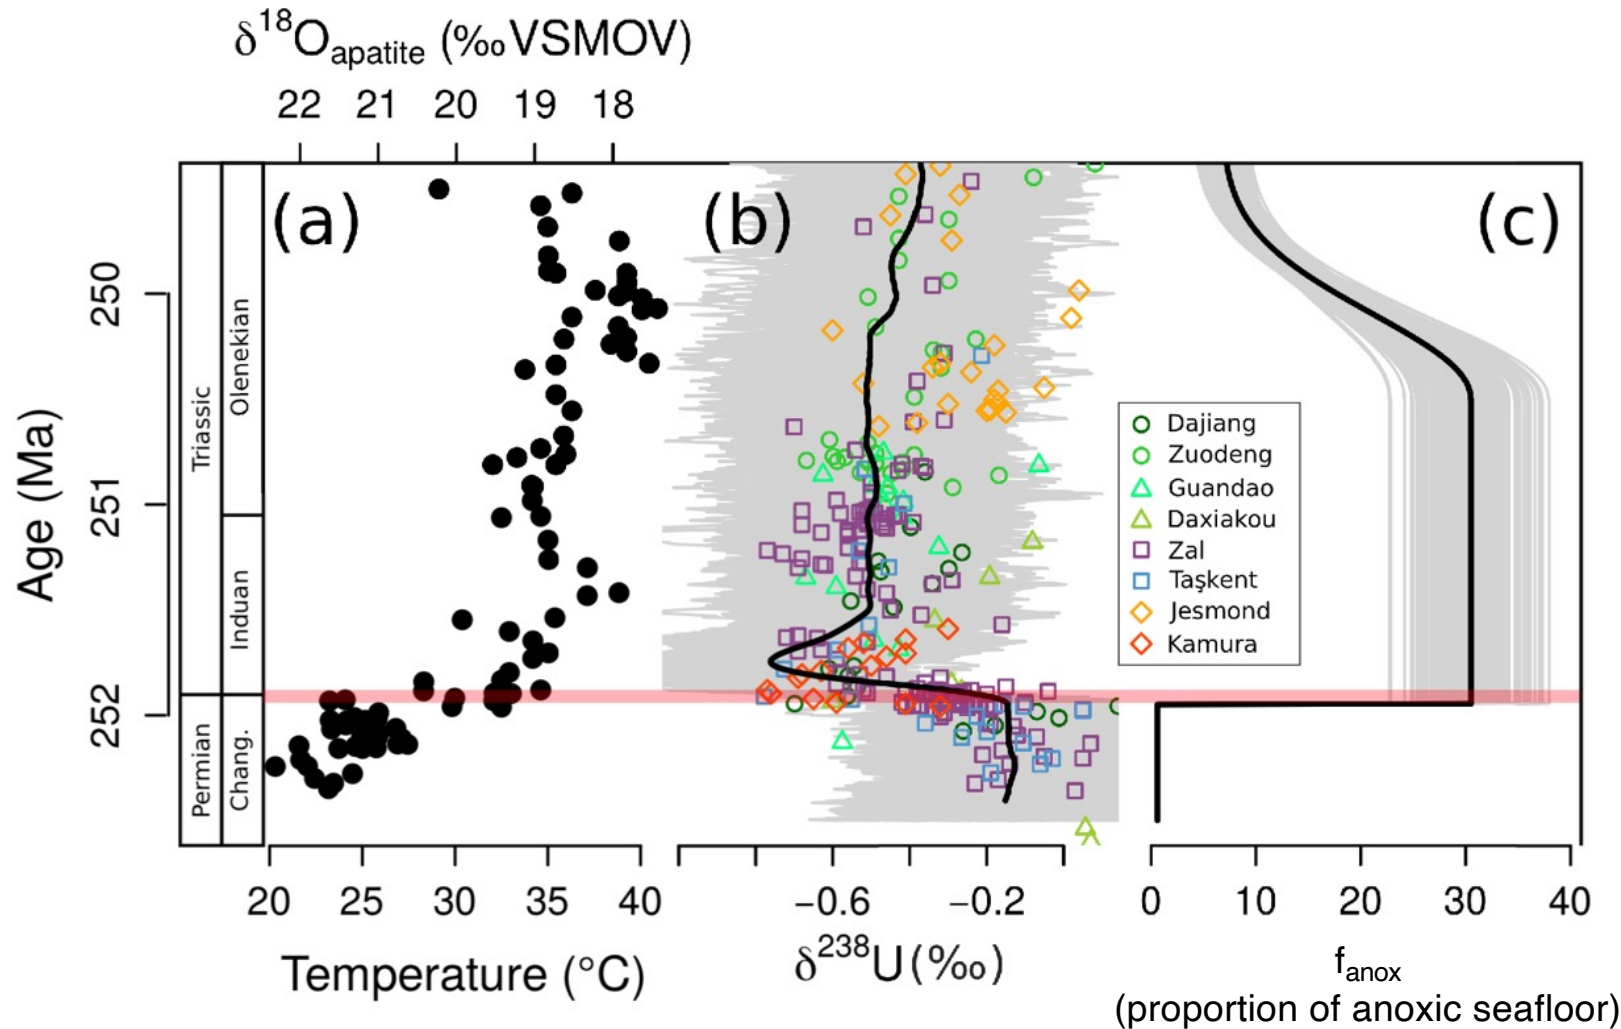 δ18Oapatite (‰ VSMOV)
22 21 20 19 18
(a) (b) (c)
Age (Ma)
250
251
252
Triassic
Permian
Olenekian
Induan
Chang.
Dajiang
Zuodeng
Guandao
Daxiakou
Zal
Taşkent
Jesmond
Kamura
20 25 30 35 40
−0.6 −0.2
0 10 20 30 40
Temperature (°C)
δ238U(‰)
fanox
(proportion of anoxic seafloor)